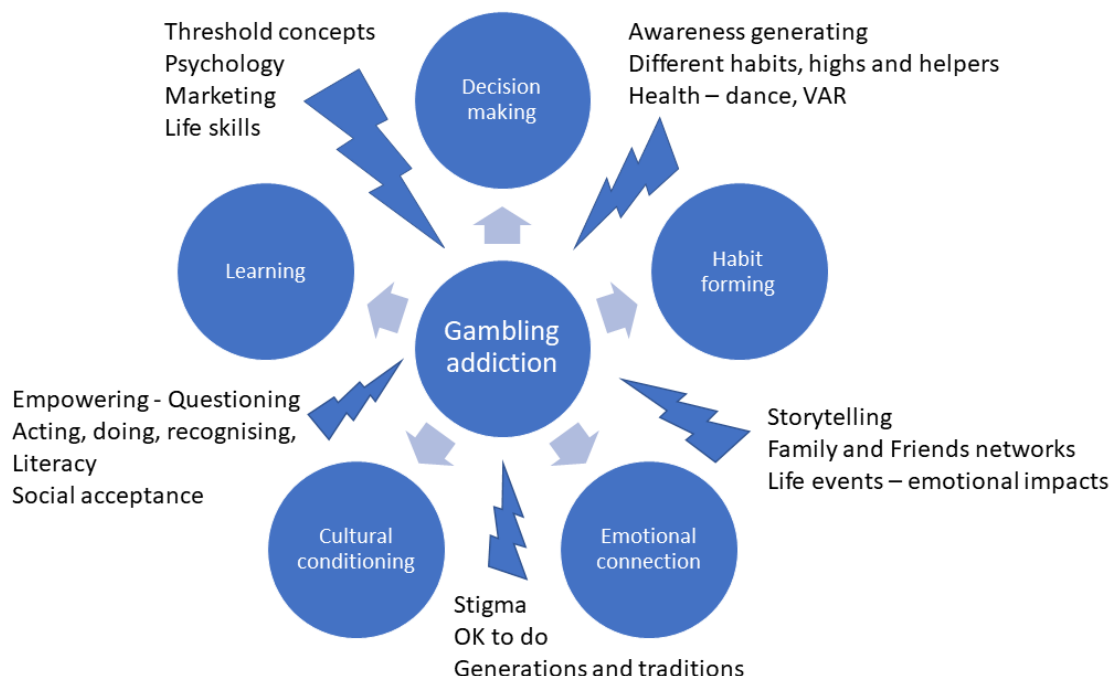 Threshold concepts
Psychology
Marketing
Life skills
Decision
making
Awareness generating
Different habits, highs and helpers
Health – dance, VAR
Learning
Habit
forming
Gambling
addiction
Empowering - Questioning
Acting, doing, recognising,
Literacy
Social acceptance
Storytelling
Family and Friends networks
Life events – emotional impacts
Cultural
conditioning
Emotional
connection
Stigma
OK to do
Generations and traditions